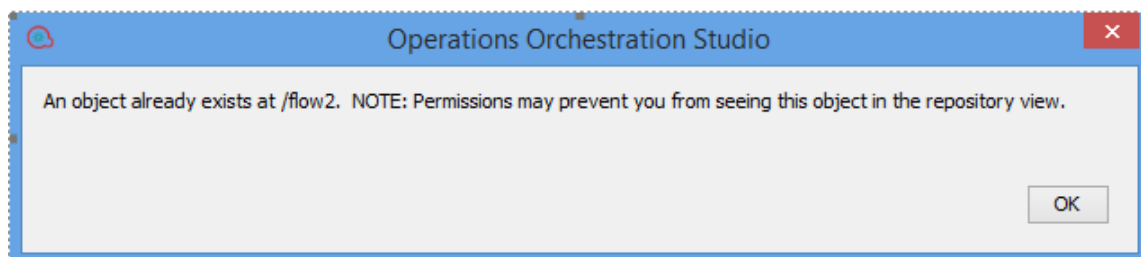 Operations Orchestration Studio
An object already exists at /flow2.  NOTE: Permissions may prevent you from seeing this object in the repository view.
OK